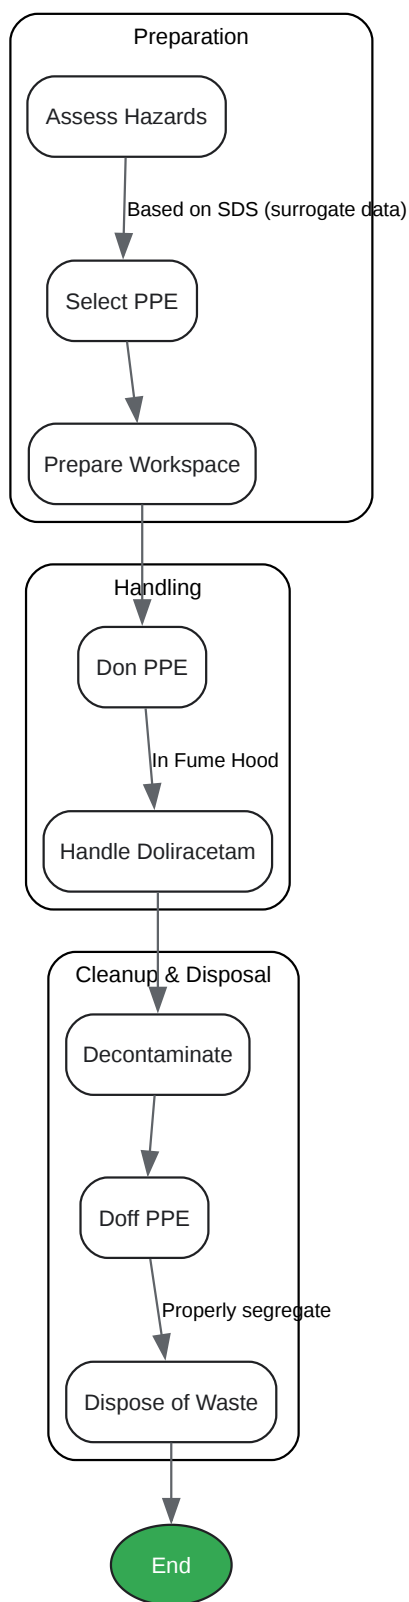 Preparation
Assess Hazards
Based on SDS (surrogate data)
Select PPE
Prepare Workspace
Handling
Don PPE
In Fume Hood
Handle Doliracetam
Cleanup & Disposal
Decontaminate
Doff PPE
Properly segregate
Dispose of Waste
End